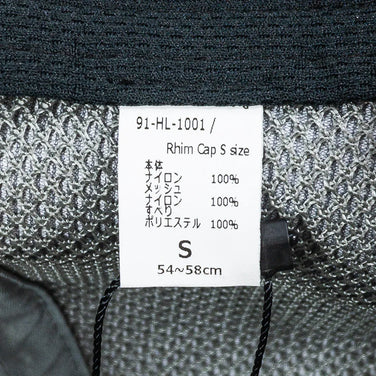 91-HL-1001 /
Rhim Cap S size
本体
ナイロン 100%
メッシュ
ナイロン 100%
すべり
ポリエステル 100%
S
54~58cm